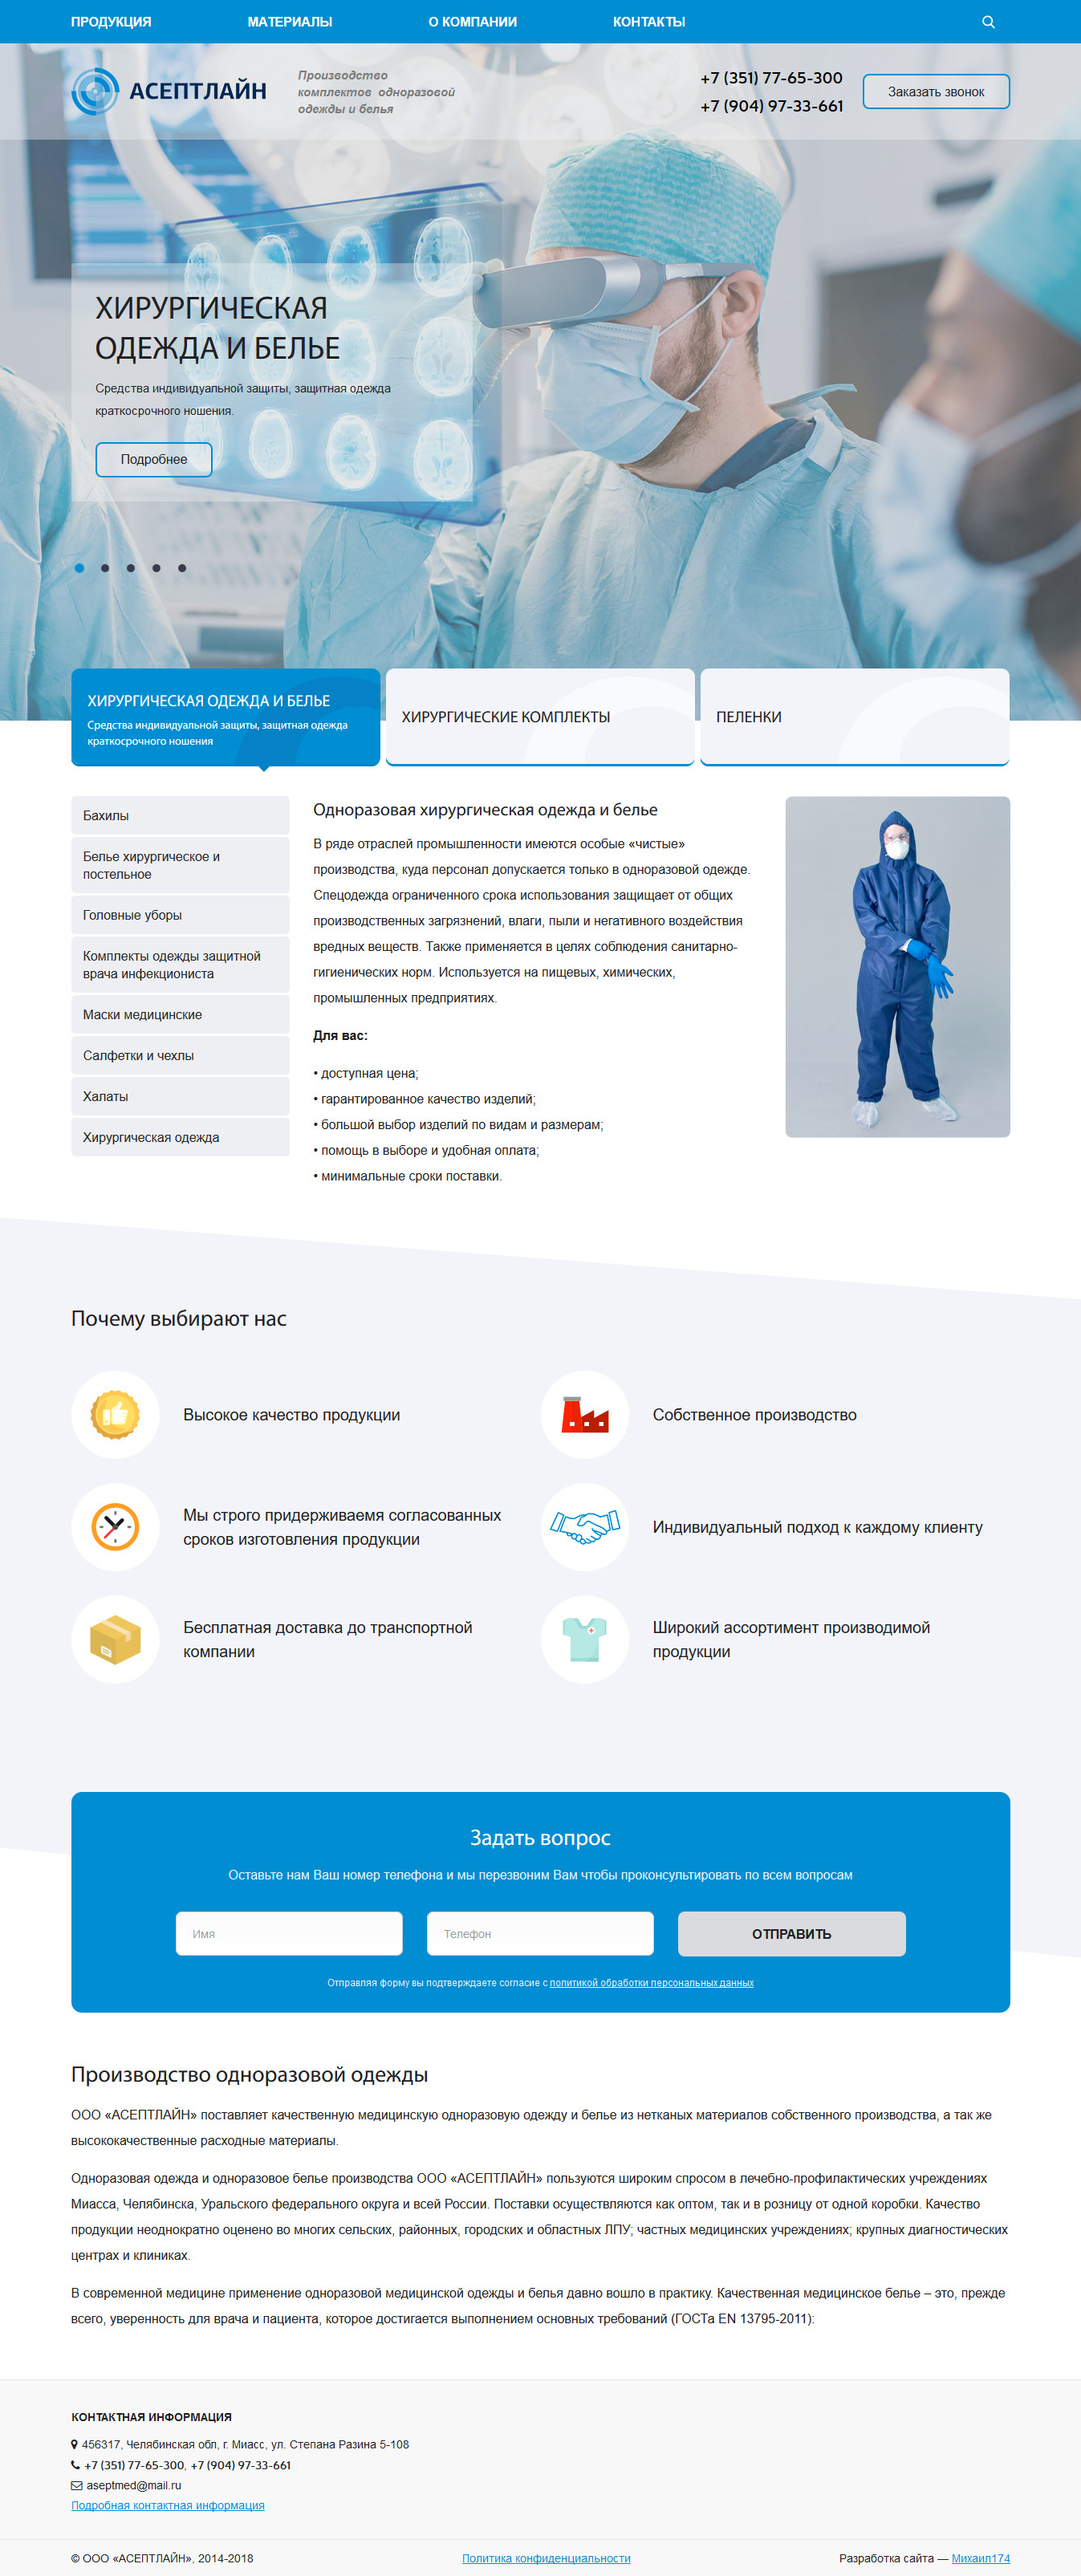 ПРОДУКЦИЯ МАТЕРИАЛЫ О КОМПАНИИ КОНТАКТЫ
АСЕПТЛАЙН
Производство
комплектов одноразовой
одежды и белья
+7 (351) 77-65-300
+7 (904) 97-33-661
Заказать звонок
ХИРУРГИЧЕСКАЯ
ОДЕЖДА И БЕЛЬЕ
Средства индивидуальной защиты, защитная одежда
краткосрочного ношения.
Подробнее
ХИРУРГИЧЕСКАЯ ОДЕЖДА И БЕЛЬЕ
Средства индивидуальной защиты, защитная одежда
краткосрочного ношения
ХИРУРГИЧЕСКИЕ КОМПЛЕКТЫ
ПЕЛЕНКИ
Бахилы
Белье хирургическое и
постельное
Головные уборы
Комплекты одежды защитной
врача инфекциониста
Маски медицинские
Салфетки и чехлы
Халаты
Хирургическая одежда
Одноразовая хирургическая одежда и белье
В ряде отраслей промышленности имеются особые «чистые»
производства, куда персонал допускается только в одноразовой одежде.
Спецодежда ограниченного срока использования защищает от общих
производственных загрязнений, влаги, пыли и негативного воздействия
вредных веществ. Также применяется в целях соблюдения санитарно-
гигиенических норм. Используется на пищевых, химических,
промышленных предприятиях.
Для вас:
• доступная цена;
• гарантированное качество изделий;
• большой выбор изделий по видам и размерам;
• помощь в выборе и удобная оплата;
• минимальные сроки поставки.
Почему выбирают нас
Высокое качество продукции
Собственное производство
Мы строго придерживаемя согласованных
сроков изготовления продукции
Индивидуальный подход к каждому клиенту
Бесплатная доставка до транспортной
компании
Широкий ассортимент производимой
продукции
Задать вопрос
Оставьте нам Ваш номер телефона и мы перезвоним Вам чтобы проконсультировать по всем вопросам
Имя Телефон ОТПРАВИТЬ
Отправляя форму вы подтверждаете согласие с политикой обработки персональных данных
Производство одноразовой одежды
ООО «АСЕПТЛАЙН» поставляет качественную медицинскую одноразовую одежду и белье из нетканых материалов собственного производства, а так же
высококачественные расходные материалы.
Одноразовая одежда и одноразовое белье производства ООО «АСЕПТЛАЙН» пользуются широким спросом в лечебно-профилактических учреждениях
Миасса, Челябинска, Уральского федерального округа и всей России. Поставки осуществляются как оптом, так и в розницу от одной коробки. Качество
продукции неоднократно оценено во многих сельских, районных, городских и областных ЛПУ; частных медицинских учреждениях; крупных диагностических
центрах и клиниках.
В современной медицине применение одноразовой медицинской одежды и белья давно вошло в практику. Качественная медицинское белье – это, прежде
всего, уверенность для врача и пациента, которое достигается выполнением основных требований (ГОСТа EN 13795-2011):
КОНТАКТНАЯ ИНФОРМАЦИЯ
456317, Челябинская обл, г. Миасс, ул. Степана Разина 5-108
+7 (351) 77-65-300, +7 (904) 97-33-661
aseptmed@mail.ru
Подробная контактная информация
© ООО «АСЕПТЛАЙН», 2014-2018 Политика конфиденциальности Разработка сайта — Михаил174